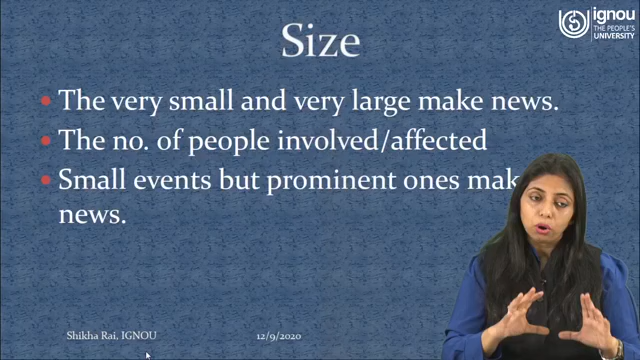 ignou
THE PEOPLE'S
UNIVERSITY
Size
• The very small and very large make news.
• The no. of people involved/affected
• Small events but prominent ones mak
news.
Shikha Rai, IGNOU
12/9/2020